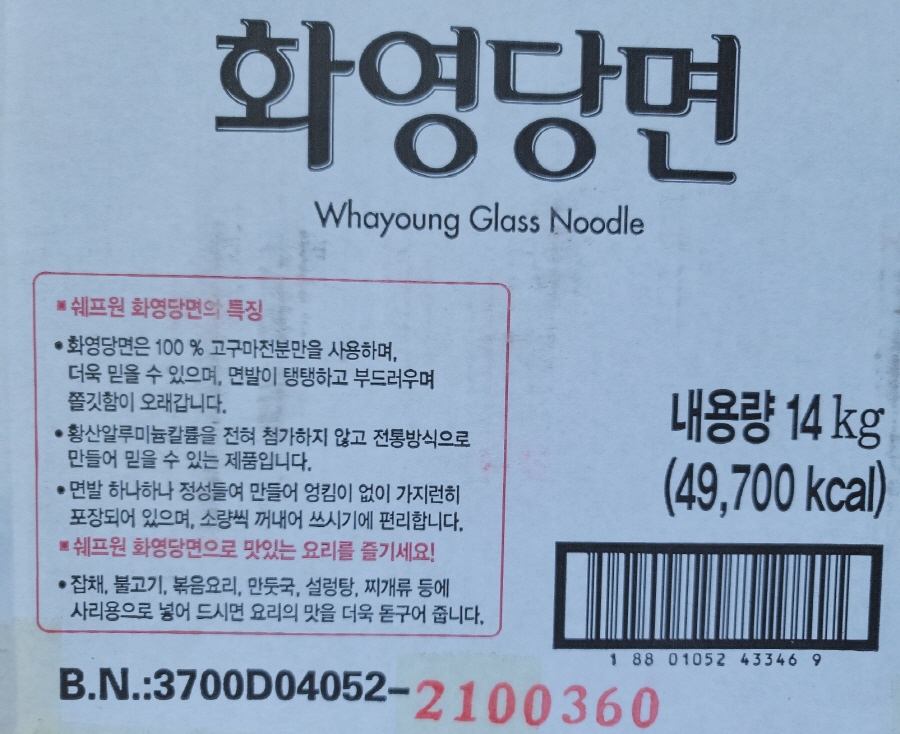 화영당면
Whayoung Glass Noodle
▣ 쉐프원 화영당면의 특징
• 화영당면은 100 % 고구마전분만을 사용하며,
더욱 믿을 수 있으며, 면발이 탱탱하고 부드러우며
쫄깃함이 오래갑니다.
• 황산알루미늄칼륨을 전혀 첨가하지 않고 전통방식으로
만들어 믿을 수 있는 제품입니다.
• 면발 하나하나 정성들여 만들어 엉킴이 없이 가지런히
포장되어 있으며, 소량씩 꺼내어 쓰시기에 편리합니다.
▣ 쉐프원 화영당면으로 맛있는 요리를 즐기세요!
• 잡채, 불고기, 볶음요리, 만둣국, 설렁탕, 찌개류 등에
사리용으로 넣어 드시면 요리의 맛을 더욱 돋구어 줍니다.
내용량 14 kg
(49,700 kcal)
1 88 01052 43346 9
B.N.:3700D04052-2100360